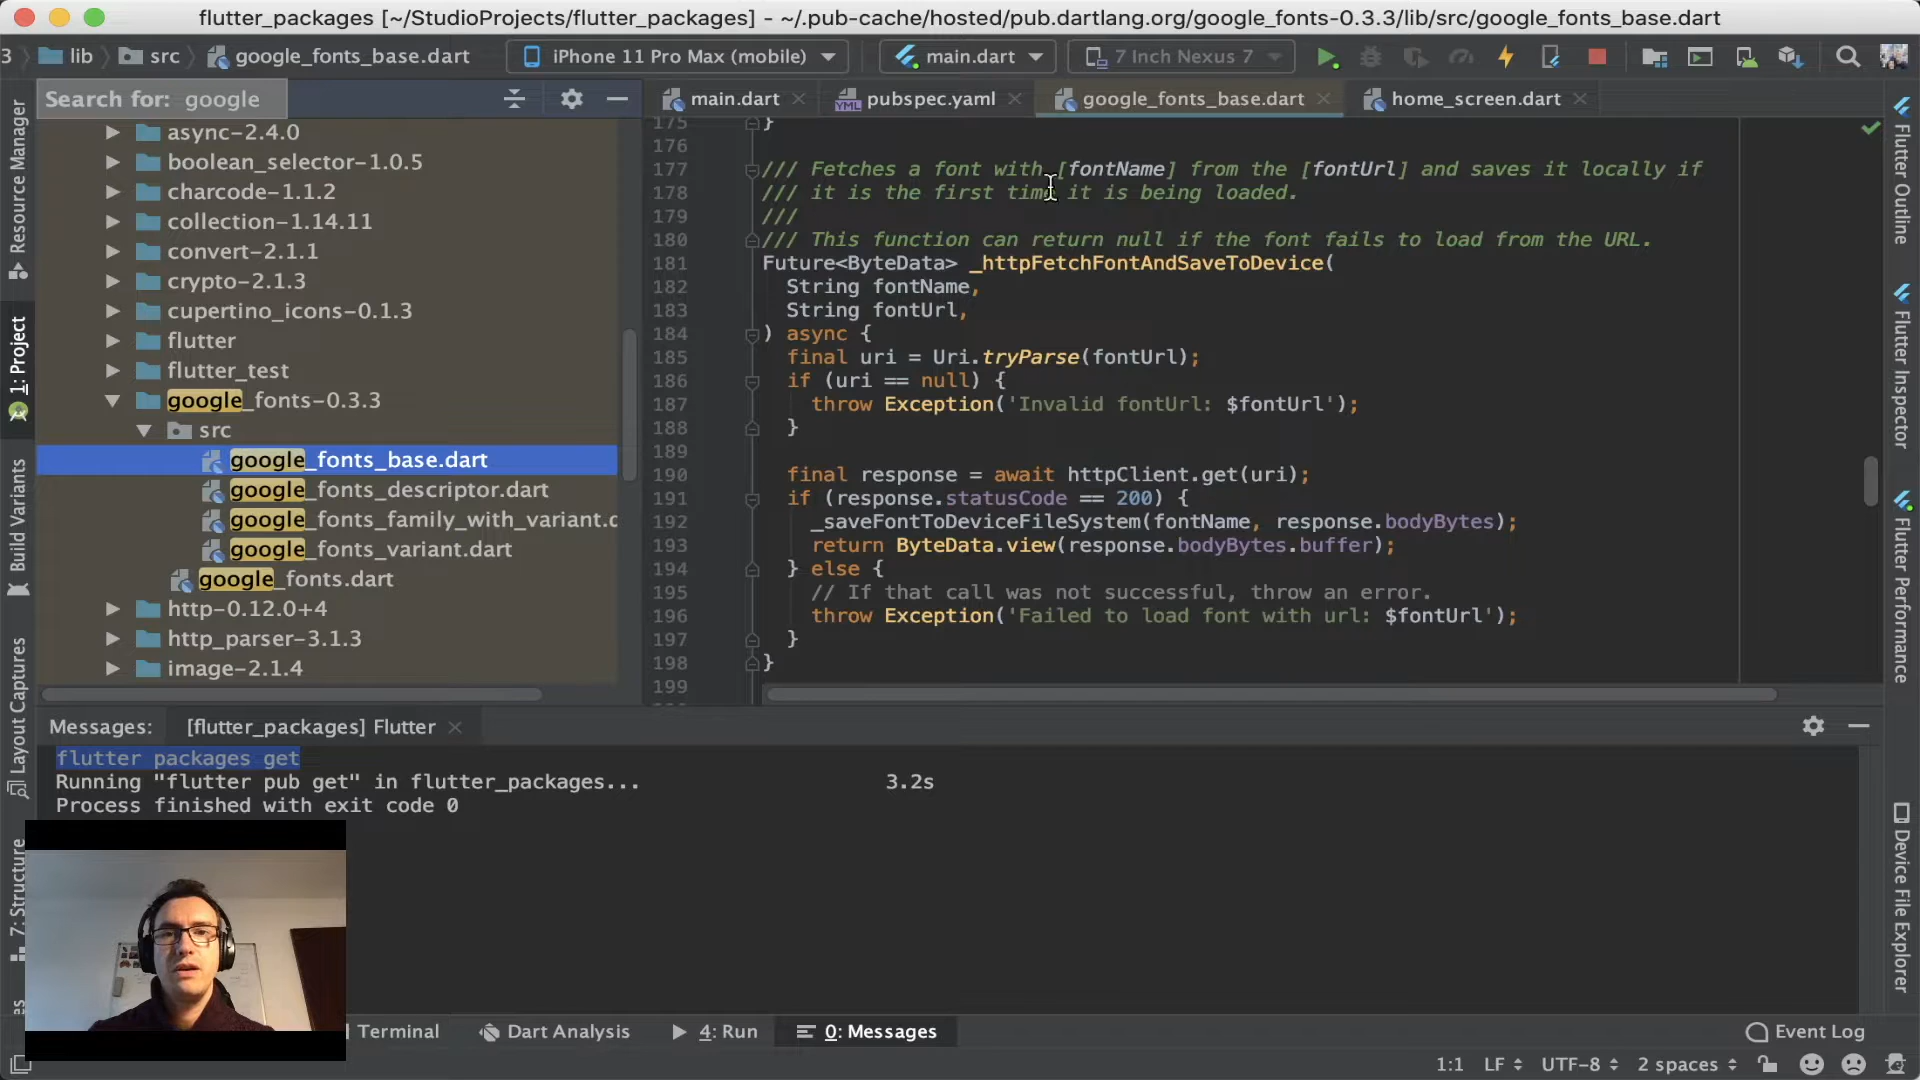 flutter_packages [~/StudioProjects/flutter_packages] - ~/.pub-cache/hosted/pub.dartlang.org/google_fonts-0.3.3/lib/src/google_fonts_base.dart
3 lib src google_fonts_base.dart iPhone 11 Pro Max (mobile) main.dart 7 Inch Nexus 7
Search for: google
main.dart pubspec.yaml google_fonts_base.dart home_screen.dart
Resource Manager
1: Project
Build Variants
Layout Captures
7: Structure
async-2.4.0
boolean_selector-1.0.5
charcode-1.1.2
collection-1.14.11
convert-2.1.1
crypto-2.1.3
cupertino_icons-0.1.3
flutter
flutter_test
google_fonts-0.3.3
src
google_fonts_base.dart
google_fonts_descriptor.dart
google_fonts_family_with_variant.d
google_fonts_variant.dart
google_fonts.dart
http-0.12.0+4
http_parser-3.1.3
image-2.1.4
175 }
176
177 /// Fetches a font with [fontName] from the [fontUrl] and saves it locally if
178 /// it is the first time it is being loaded.
179 ///
180 /// This function can return null if the font fails to load from the URL.
181 Future<ByteData> _httpFetchFontAndSaveToDevice(
182 String fontName,
183 String fontUrl,
184 ) async {
185 final uri = Uri.tryParse(fontUrl);
186 if (uri == null) {
187 throw Exception('Invalid fontUrl: $fontUrl');
188 }
189
190 final response = await httpClient.get(uri);
191 if (response.statusCode == 200) {
192 _saveFontToDeviceFileSystem(fontName, response.bodyBytes);
193 return ByteData.view(response.bodyBytes.buffer);
194 } else {
195 // If that call was not successful, throw an error.
196 throw Exception('Failed to load font with url: $fontUrl');
197 }
198 }
199
Flutter Outline
Flutter Inspector
Flutter Performance
Device File Explorer
Messages: [flutter_packages] Flutter
flutter packages get
Running "flutter pub get" in flutter_packages... 3.2s
Process finished with exit code 0
Terminal Dart Analysis 4: Run 0: Messages Event Log
1:1 LF UTF-8 2 spaces